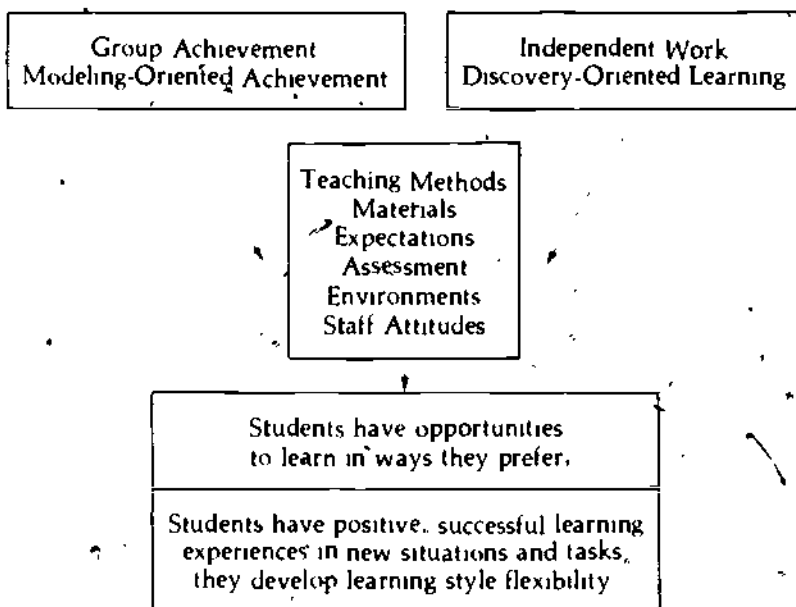 Group Achievement
Modeling-Oriented Achievement
Independent Work
Discovery-Oriented Learning
Teaching Methods
Materials
Expectations
Assessment
Environments
Staff Attitudes
Students have opportunities
to learn in ways they prefer.
Students have positive, successful learning
experiences in new situations and tasks,
they develop learning style flexibility